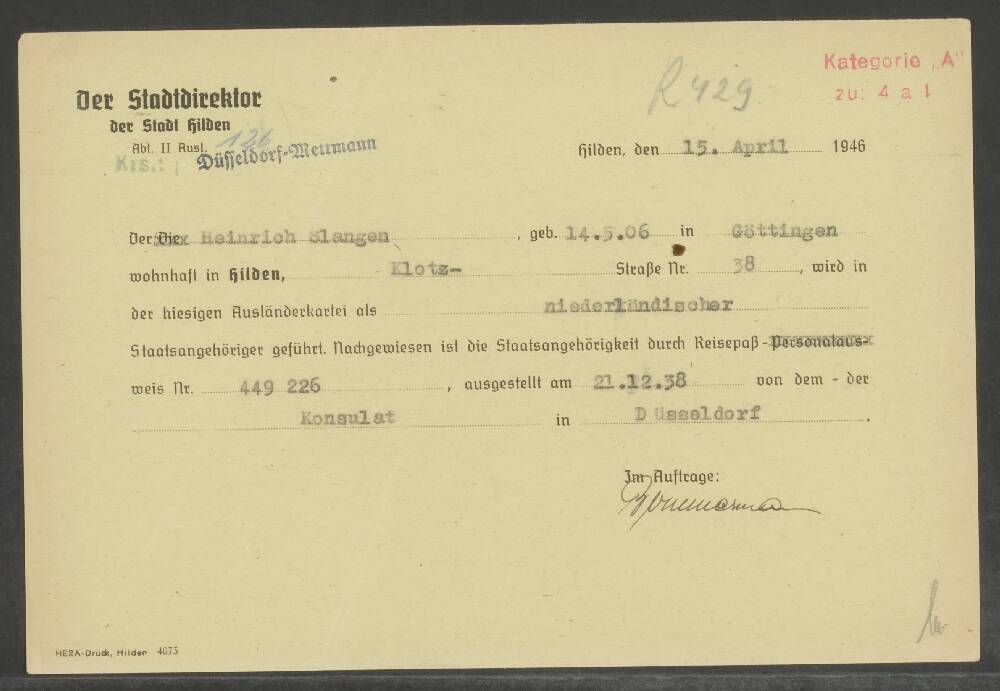 Kategorie „A"
R 429
zu: 4 a 1
Der Stadtdirektor
der Stadt Hilden
Abt. II Ausl. 126
Krs.: Düsseldorf-Mettmann
Hilden, den 15. April 1946
Der Die Heinrich Slangen, geb. 14.5.06 in Göttingen
wohnhaft in Hilden, Klotz- Straße Nr. 38, wird in
der hiesigen Ausländerkartei als niederländischer
Staatsangehöriger geführt. Nachgewiesen ist die Staatsangehörigkeit durch Reisepaß - Personalaus-
weis Nr. 449 226, ausgestellt am 21.12.38 von dem - der
Konsulat in Düsseldorf.
Im Auftrage:
HERA-Druck, Hilden 4075